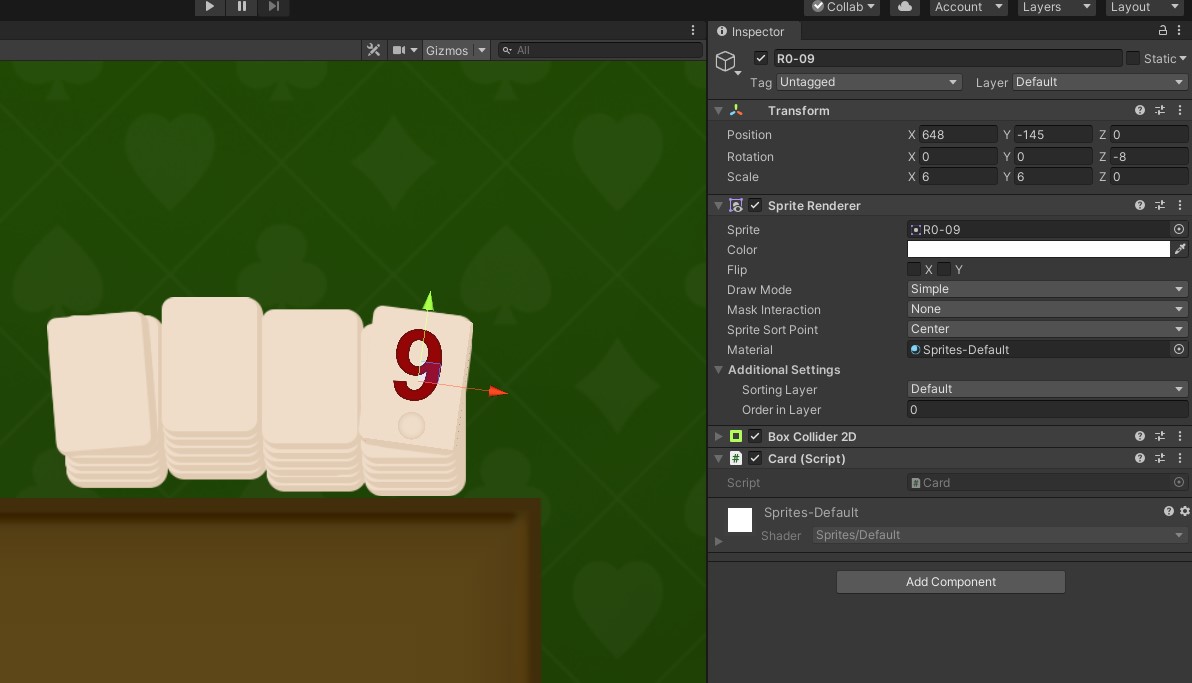 Collab Account Layers Layout
Inspector
Gizmos All
R0-09 Static
Tag Untagged Layer Default
Transform
Position X 648 Y -145 Z 0
Rotation X 0 Y 0 Z -8
Scale X 6 Y 6 Z 0
Sprite Renderer
Sprite R0-09
Color
Flip X Y
Draw Mode Simple
Mask Interaction None
Sprite Sort Point Center
Material Sprites-Default
Additional Settings
Sorting Layer Default
Order in Layer 0
9
Box Collider 2D
# Card (Script)
Script # Card
Sprites-Default
Shader Sprites/Default
Add Component